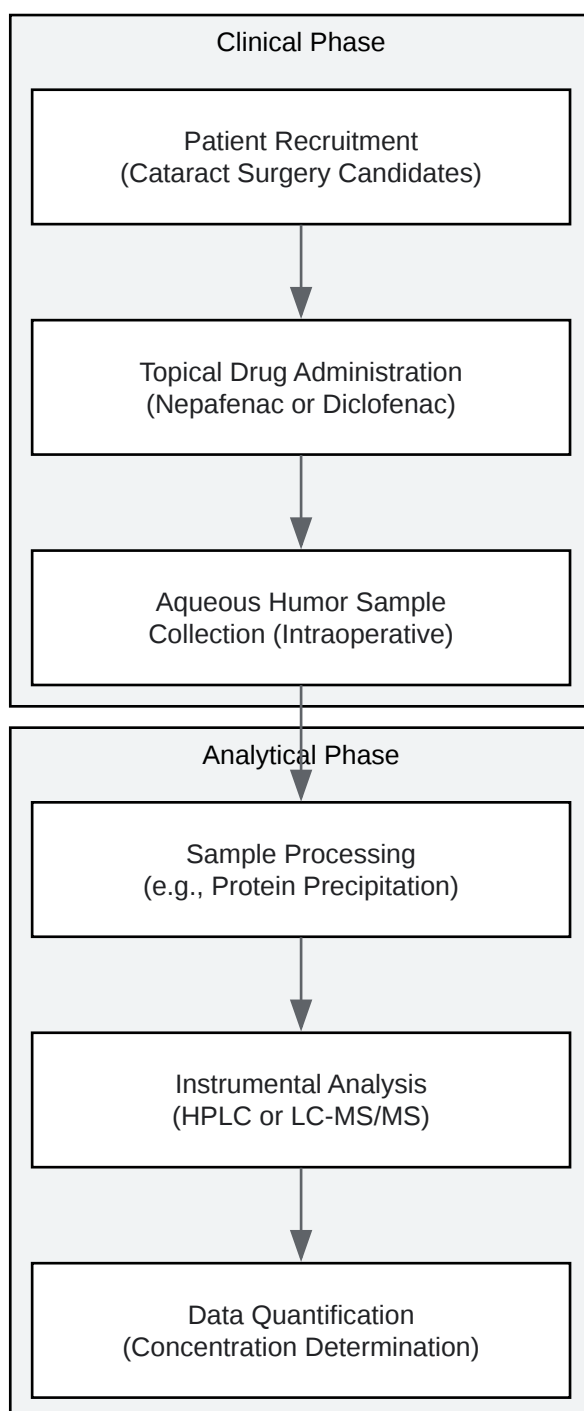 Clinical Phase
Patient Recruitment
(Cataract Surgery Candidates)
Topical Drug Administration
(Nepafenac or Diclofenac)
Aqueous Humor Sample
Collection (Intraoperative)
Analytical Phase
Sample Processing
(e.g., Protein Precipitation)
Instrumental Analysis
(HPLC or LC-MS/MS)
Data Quantification
(Concentration Determination)